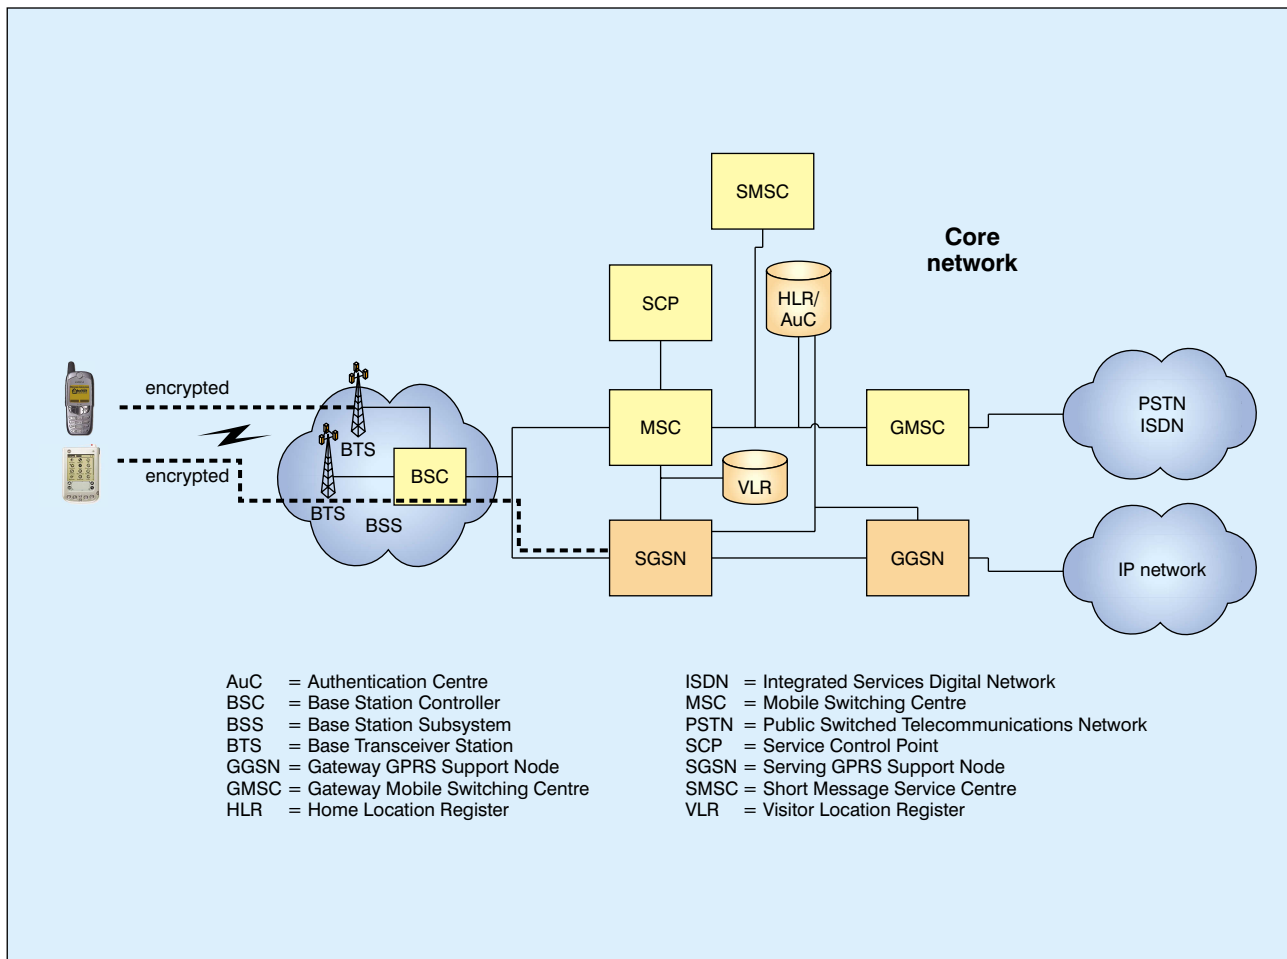 SMSC
Core
network
SCP
HLR/
AuC
encrypted
BTS
MSC
GMSC
PSTN
ISDN
encrypted
BSC
VLR
BTS
BSS
SGSN
GGSN
IP network
AuC = Authentication Centre
BSC = Base Station Controller
BSS = Base Station Subsystem
BTS = Base Transceiver Station
GGSN = Gateway GPRS Support Node
GMSC = Gateway Mobile Switching Centre
HLR = Home Location Register
ISDN = Integrated Services Digital Network
MSC = Mobile Switching Centre
PSTN = Public Switched Telecommunications Network
SCP = Service Control Point
SGSN = Serving GPRS Support Node
SMSC = Short Message Service Centre
VLR = Visitor Location Register